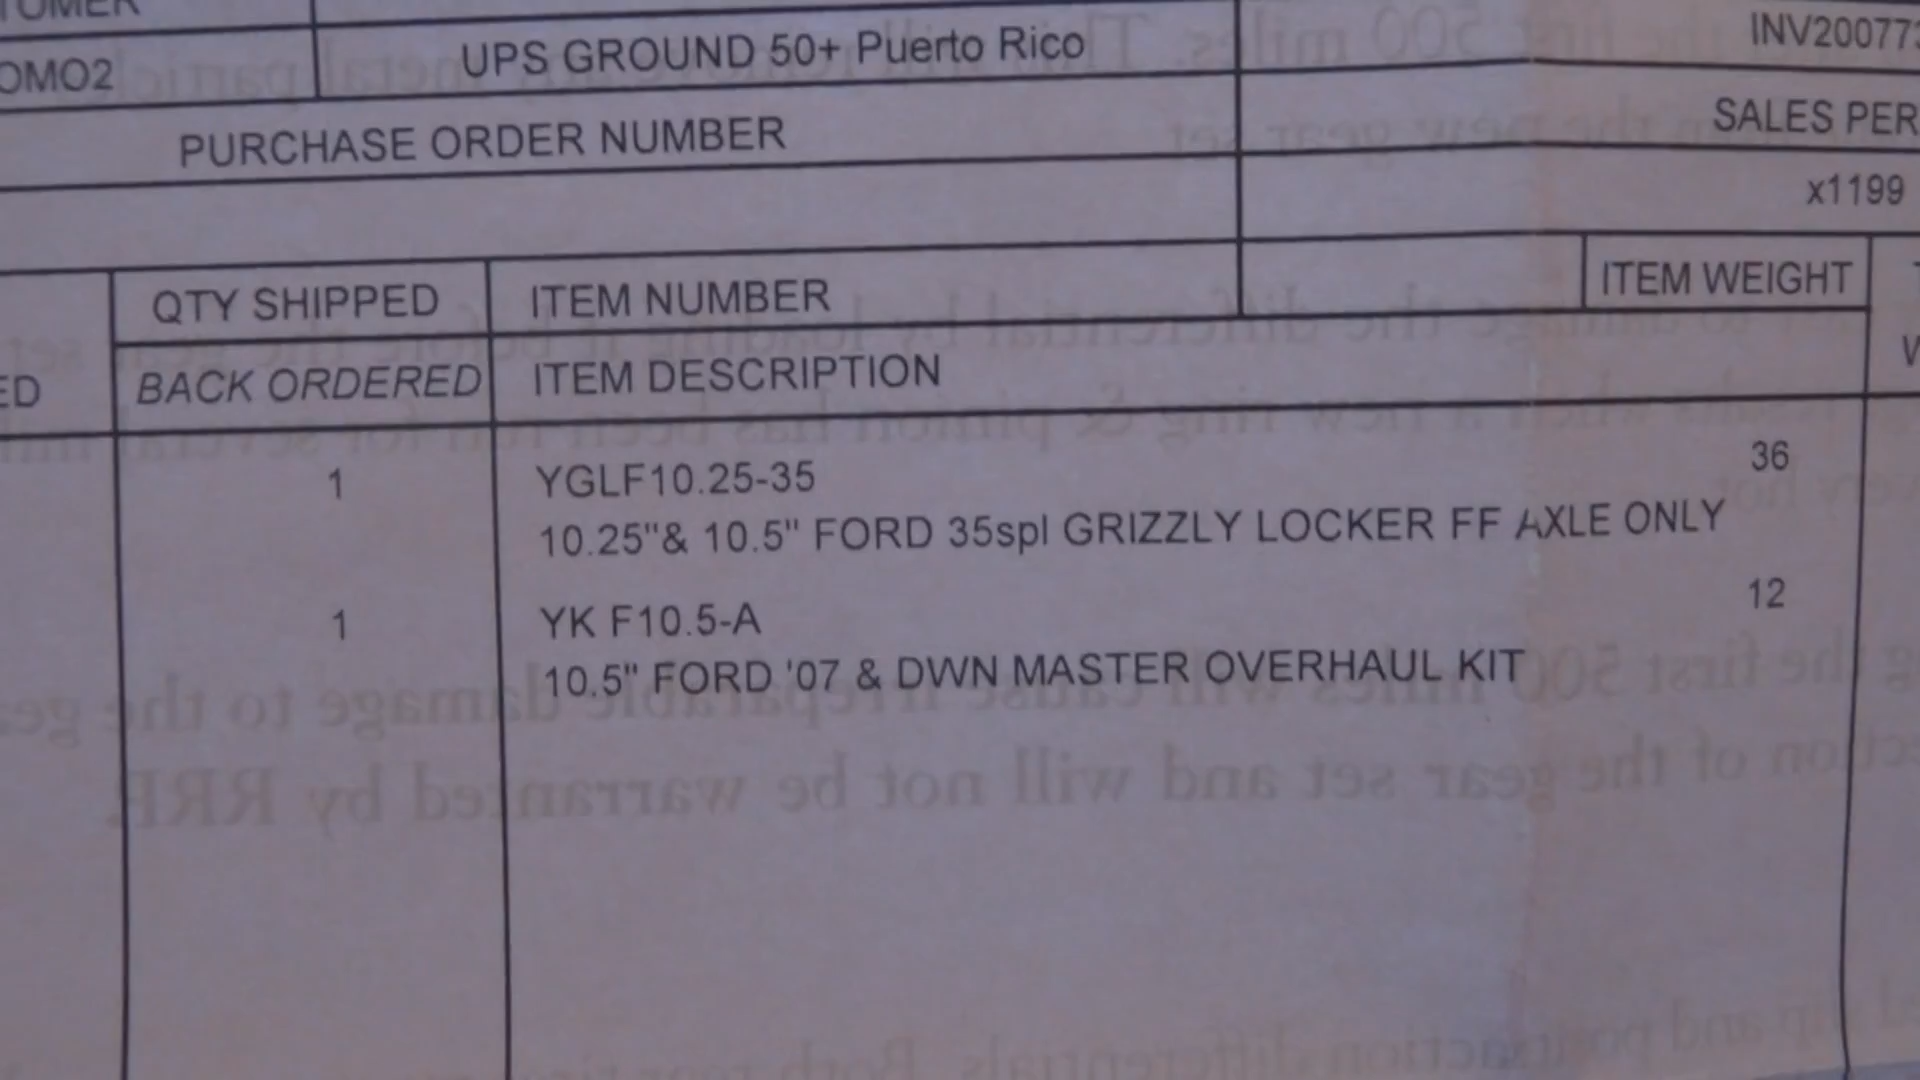 TOMER
OMO2
UPS GROUND 50+ Puerto Rico
INV200773
PURCHASE ORDER NUMBER
SALES PER
x1199
QTY SHIPPED
ITEM NUMBER
ITEM WEIGHT
ED
BACK ORDERED
ITEM DESCRIPTION
1
YGLF10.25-35
36
10.25"& 10.5" FORD 35spl GRIZZLY LOCKER FF AXLE ONLY
1
YK F10.5-A
12
10.5" FORD '07 & DWN MASTER OVERHAUL KIT